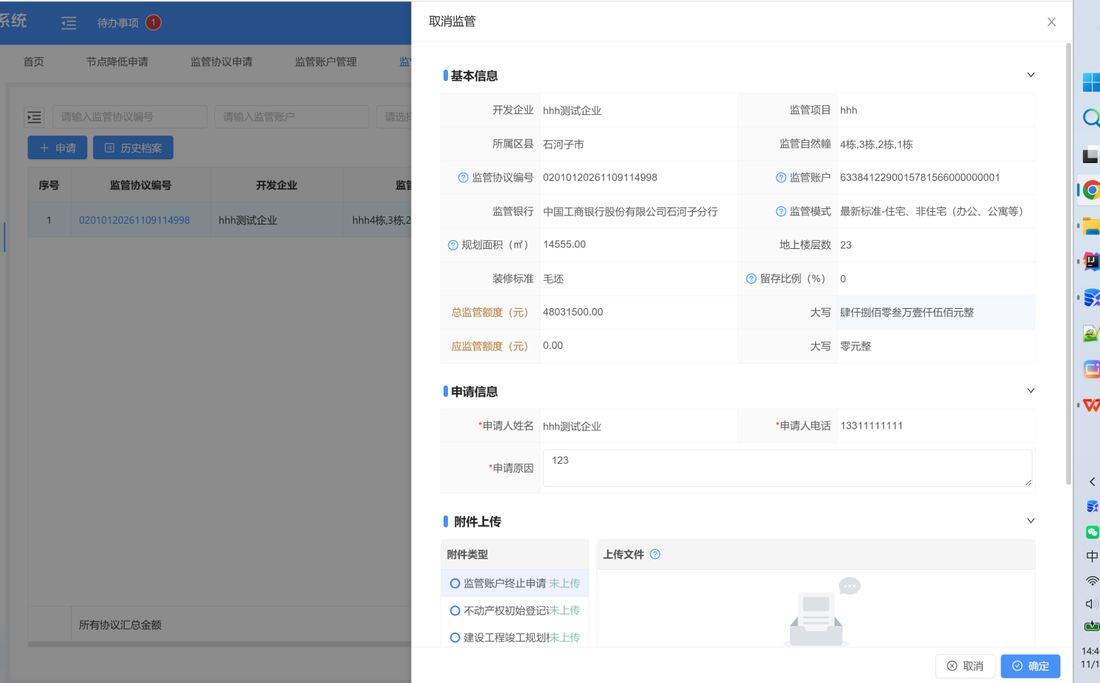 系统
待办事项 1
首页 节点降低申请 监管协议申请 监管账户管理
请输入监管协议编号 请输入监管账户
申请 历史档案
序号 监管协议编号 开发企业
1 02010120261109114998 hhh测试企业 hhh4栋,3栋,2
所有协议汇总金额
取消监管
基本信息
开发企业 hhh测试企业 监管项目 hhh
所属区县 石河子市 监管自然幢 4栋,3栋,2栋,1栋
监管协议编号 02010120261109114998 监管账户 6338412290015781566000000001
监管银行 中国工商银行股份有限公司石河子分行 监管模式 最新标准-住宅、非住宅（办公、公寓等）
规划面积（㎡） 14555.00 地上楼层数 23
装修标准 毛坯 留存比例（%） 0
总监管额度（元） 48031500.00 大写 肆仟捌佰零叁万壹仟伍佰元整
应监管额度（元） 0.00 大写 零元整
申请信息
*申请人姓名 hhh测试企业 *申请人电话 13311111111
*申请原因 123
附件上传
附件类型 上传文件
监管账户终止申请 未上传
不动产权初始登记 未上传
建设工程竣工规划 未上传
取消 确定
中